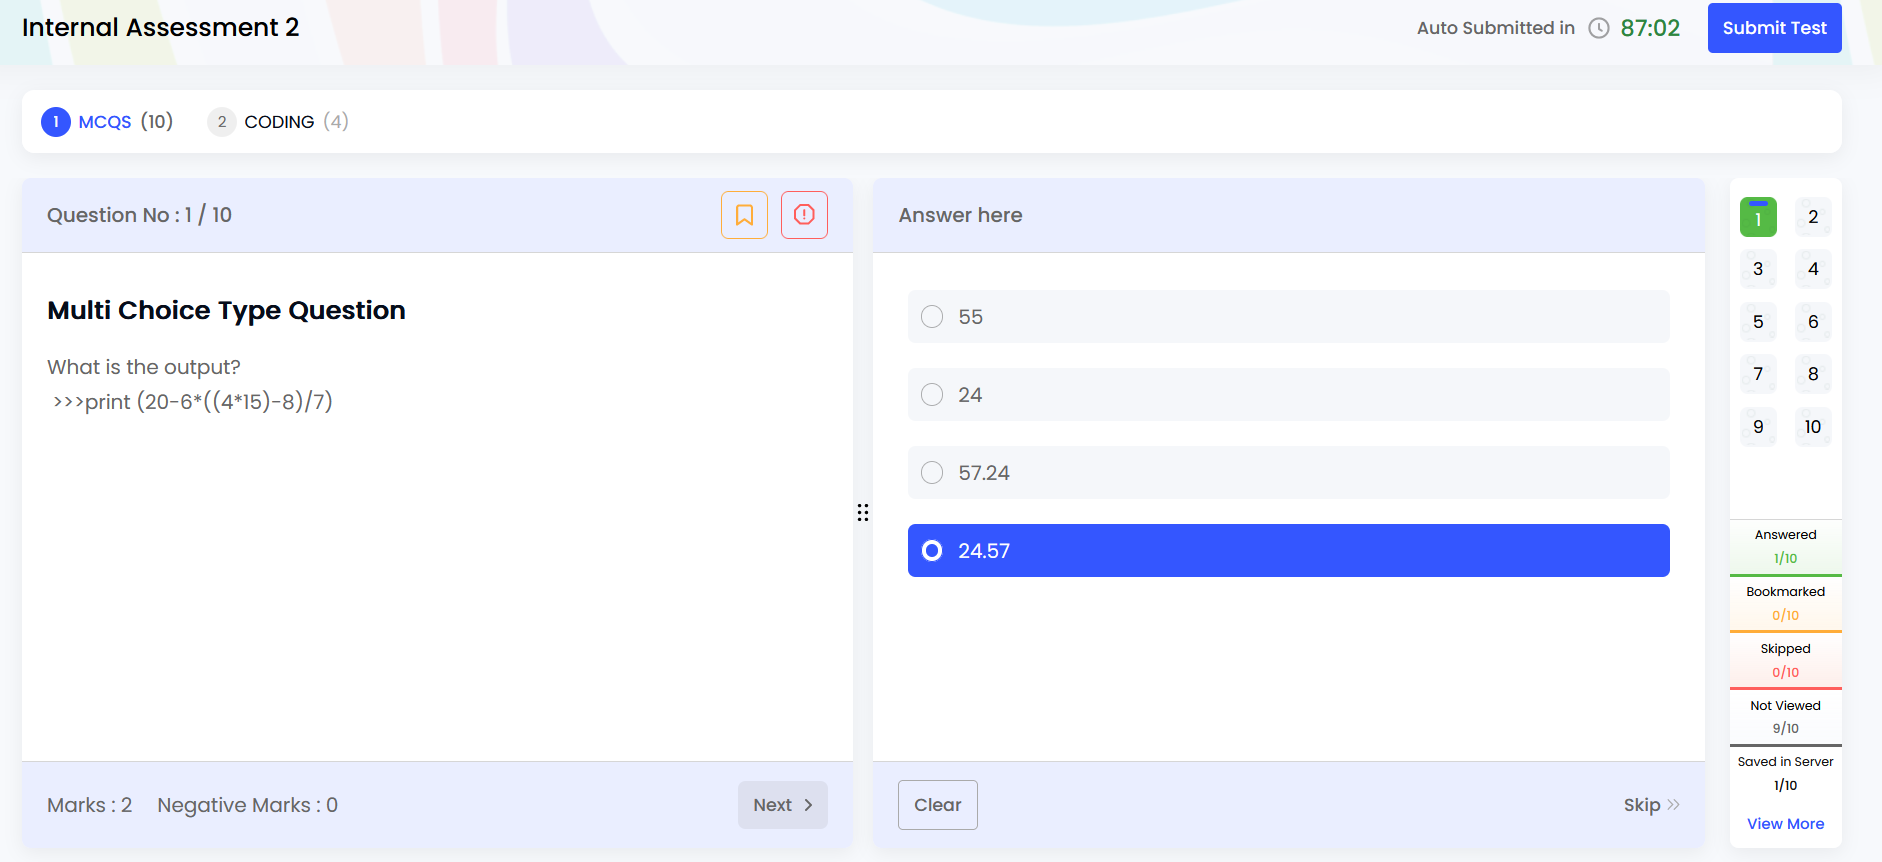 Internal Assessment 2
Auto Submitted in 87:02 Submit Test
1 MCQS (10) 2 CODING (4)
Question No : 1 / 10
Multi Choice Type Question
What is the output?
>>>print (20-6*((4*15)-8)/7)
Marks : 2 Negative Marks : 0 Next
Answer here
55
24
57.24
24.57
Clear Skip
1 2
3 4
5 6
7 8
9 10
Answered
1/10
Bookmarked
0/10
Skipped
0/10
Not Viewed
9/10
Saved in Server
1/10
View More